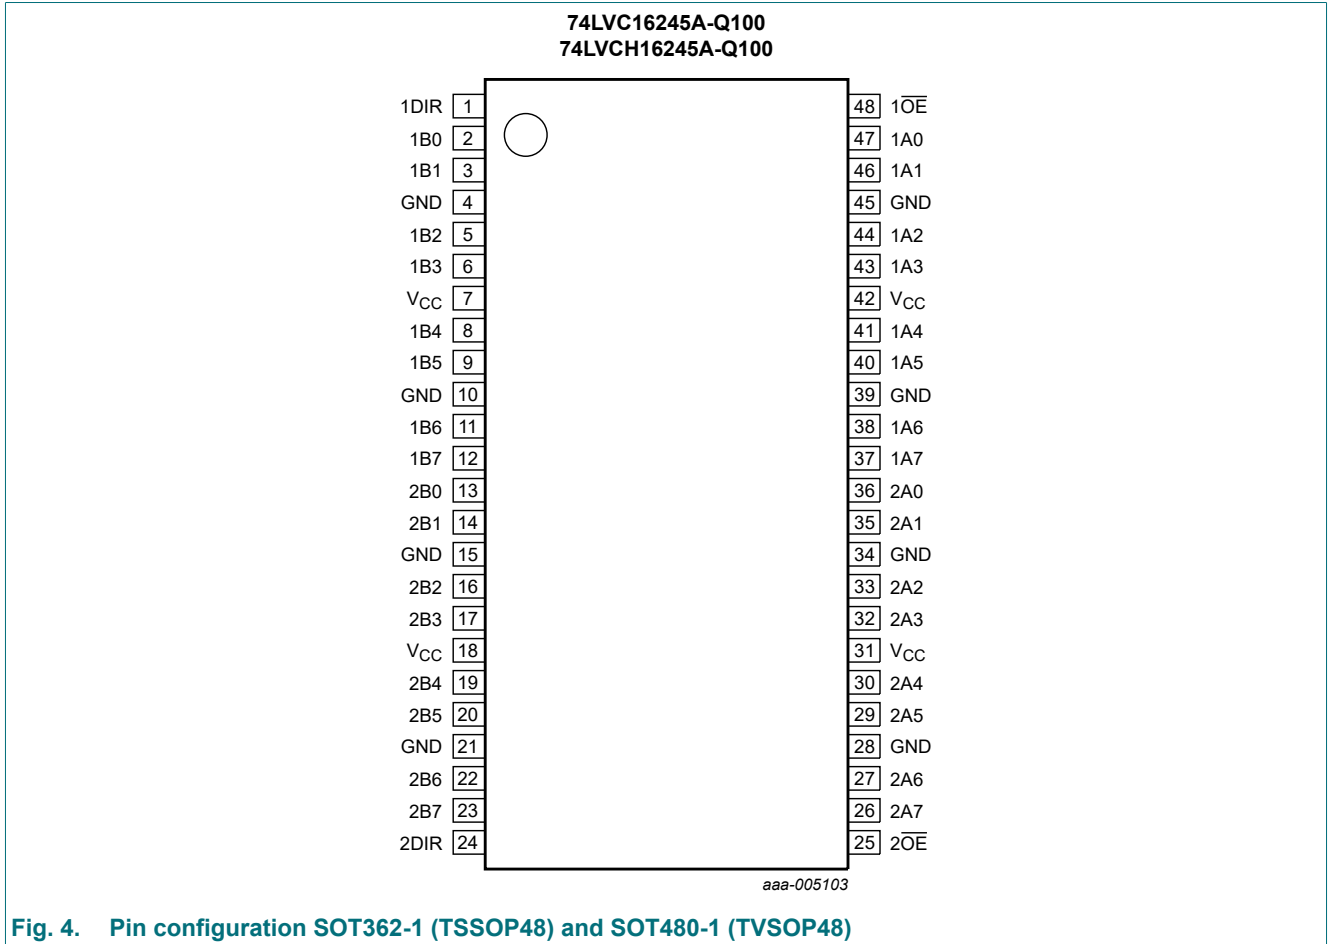 74LVC16245A-Q100
74LVCH16245A-Q100
1DIR 1 48 1O̅E̅
1B0 2 47 1A0
1B1 3 46 1A1
GND 4 45 GND
1B2 5 44 1A2
1B3 6 43 1A3
VCC 7 42 VCC
1B4 8 41 1A4
1B5 9 40 1A5
GND 10 39 GND
1B6 11 38 1A6
1B7 12 37 1A7
2B0 13 36 2A0
2B1 14 35 2A1
GND 15 34 GND
2B2 16 33 2A2
2B3 17 32 2A3
VCC 18 31 VCC
2B4 19 30 2A4
2B5 20 29 2A5
GND 21 28 GND
2B6 22 27 2A6
2B7 23 26 2A7
2DIR 24 25 2O̅E̅
aaa-005103
Fig. 4. Pin configuration SOT362-1 (TSSOP48) and SOT480-1 (TVSOP48)